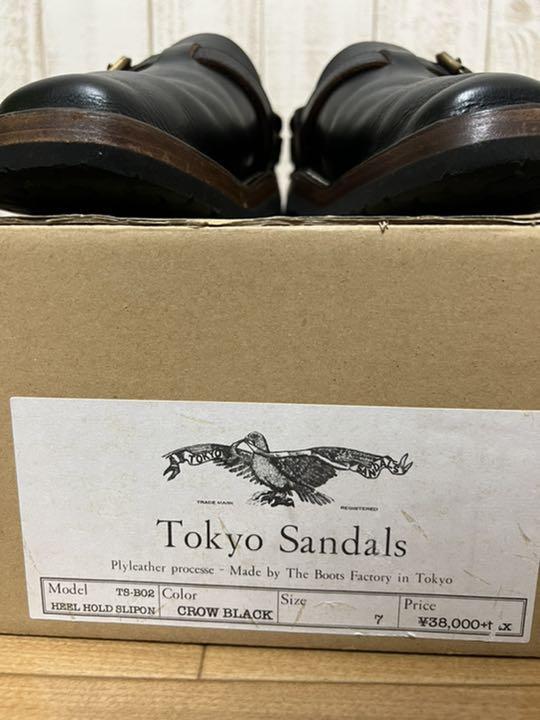 TOKYO SANDALS
TRADE MARK REGISTERED
Tokyo Sandals
Plyleather processe - Made by The Boots Factory in Tokyo
Model TS-B02 Color Size Price
HEEL HOLD SLIPON CROW BLACK 7 ¥38,000+t x